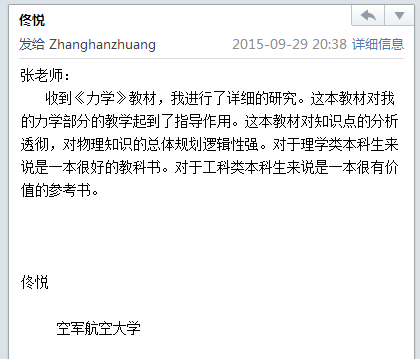 佟悦
发给 Zhanghanzhuang 2015-09-29 20:38 详细信息
张老师：
收到《力学》教材，我进行了详细的研究。这本教材对我
的力学部分的教学起到了指导作用。这本教材对知识点的分析
透彻，对物理知识的总体规划逻辑性强。对于理学类本科生来
说是一本很好的教科书。对于工科类本科生来说是一本很有价
值的参考书。
佟悦
空军航空大学